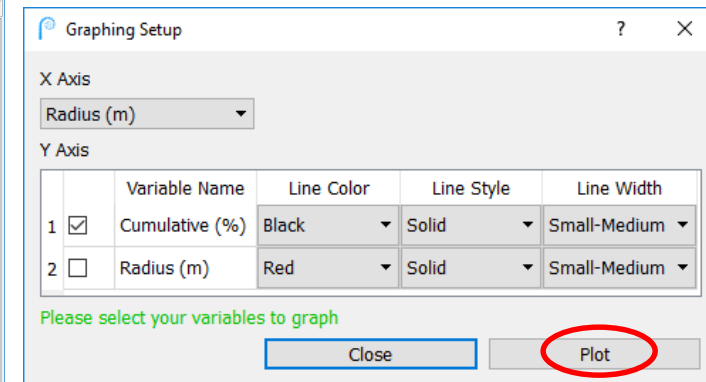 Graphing Setup ?
X Axis
Radius (m)
Y Axis
Variable Name Line Color Line Style Line Width
1 Cumulative (%) Black Solid Small-Medium
2 Radius (m) Red Solid Small-Medium
Please select your variables to graph
Close Plot